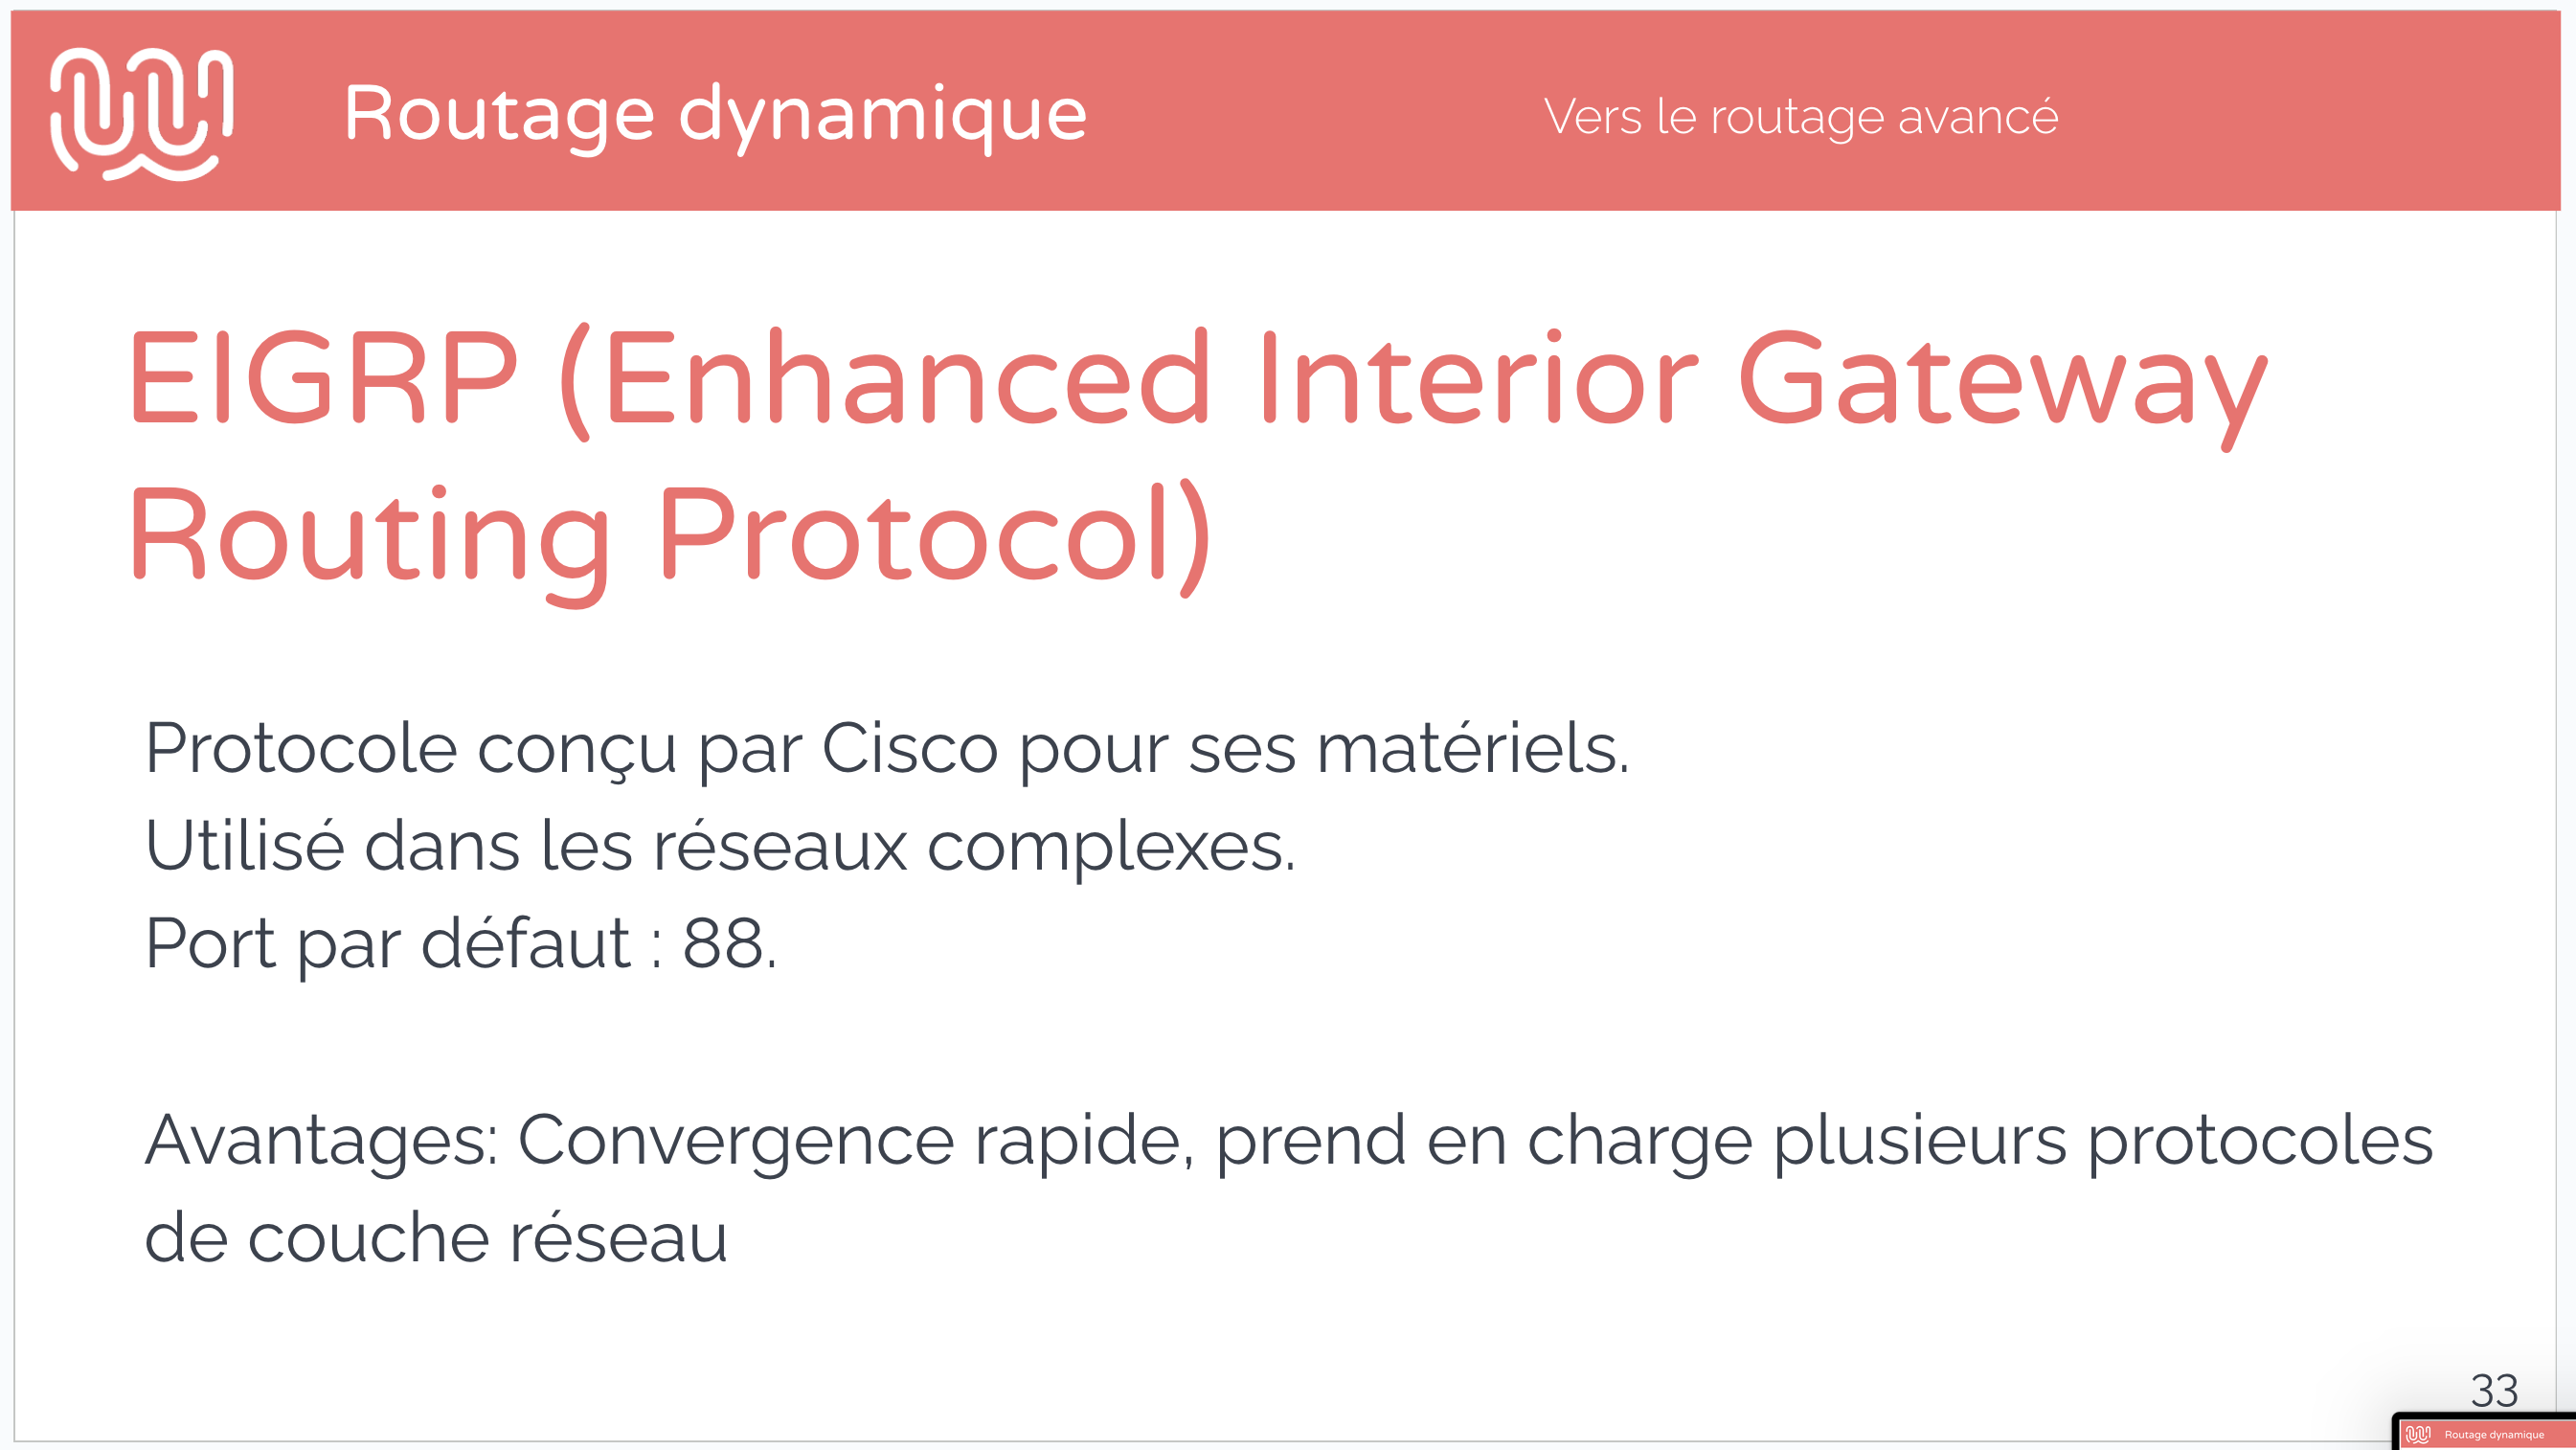 Routage dynamique
Vers le routage avancé
EIGRP (Enhanced Interior Gateway
Routing Protocol)
Protocole conçu par Cisco pour ses matériels.
Utilisé dans les réseaux complexes.
Port par défaut : 88.
Avantages: Convergence rapide, prend en charge plusieurs protocoles
de couche réseau
33
Routage dynamique